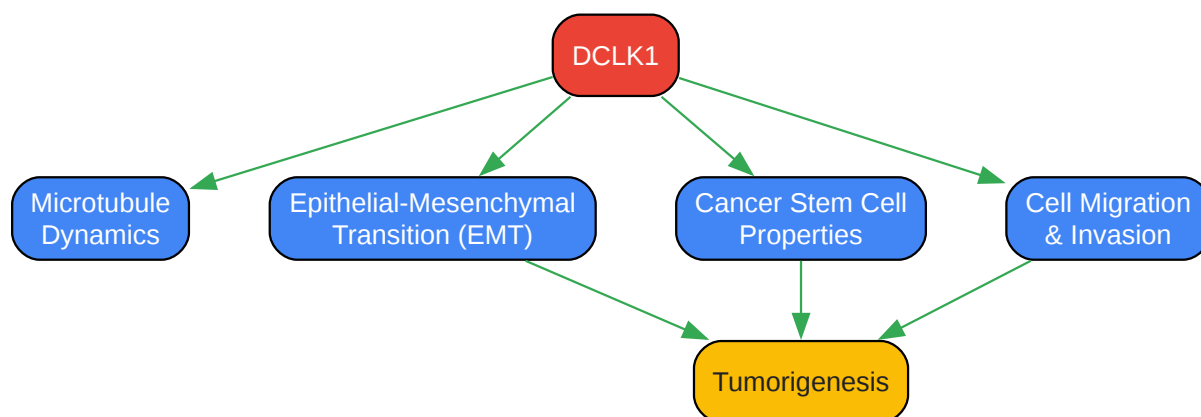 DCLK1
Microtubule
Dynamics
Epithelial-Mesenchymal
Transition (EMT)
Cancer Stem Cell
Properties
Cell Migration
& Invasion
Tumorigenesis